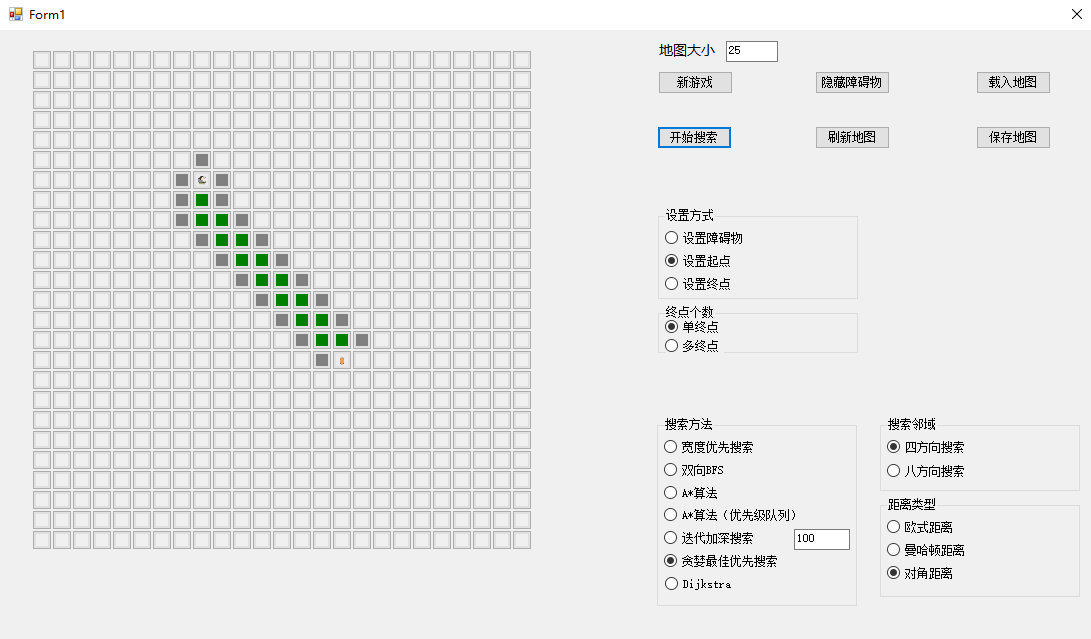 Form1
地图大小 25
新游戏 隐藏障碍物 载入地图
开始搜索 刷新地图 保存地图
设置方式
设置障碍物
设置起点
设置终点
终点个数
单终点
多终点
搜索方法
宽度优先搜索
双向BFS
A*算法
A*算法（优先级队列）
迭代加深搜索 100
贪婪最佳优先搜索
Dijkstra
搜索邻域
四方向搜索
八方向搜索
距离类型
欧式距离
曼哈顿距离
对角距离